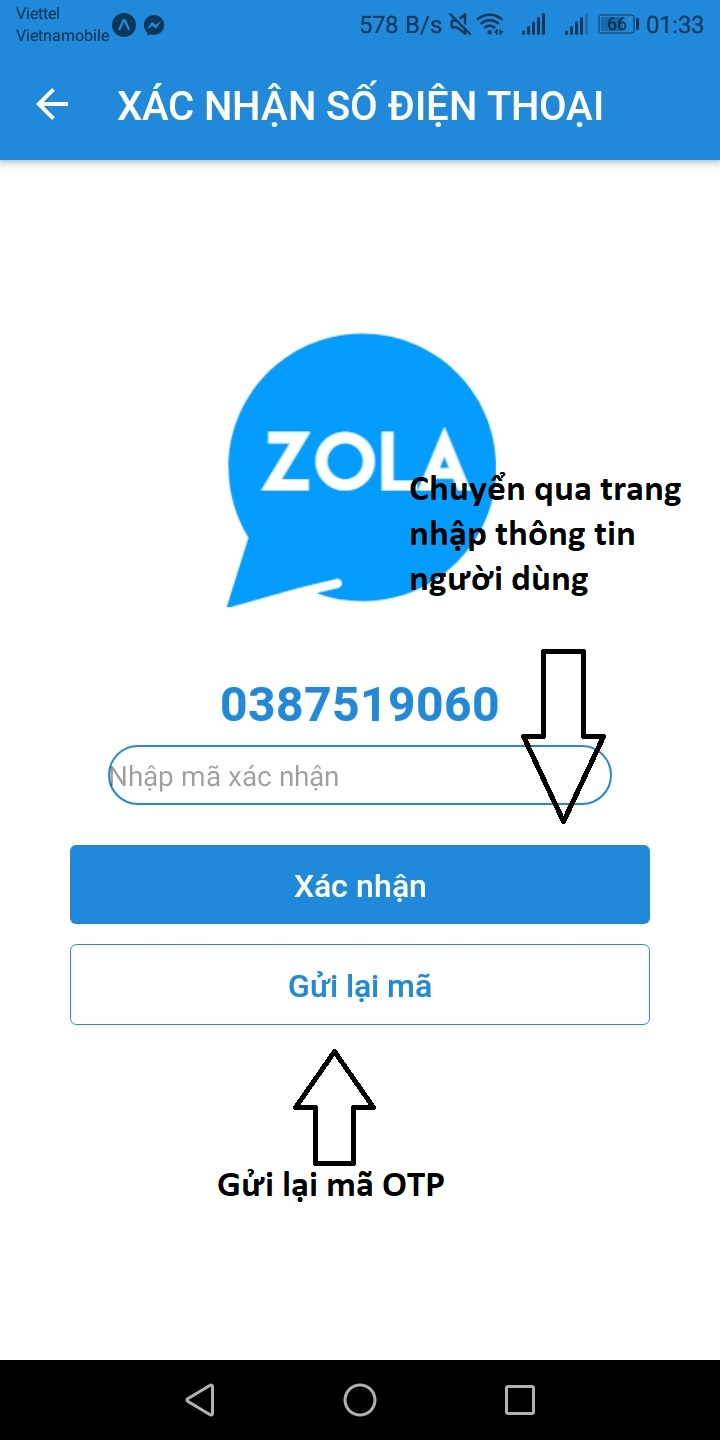 Viettel
Vietnamobile
578 B/s 66 01:33
XÁC NHẬN SỐ ĐIỆN THOẠI
ZOLA
Chuyển qua trang
nhập thông tin
người dùng
0387519060
Nhập mã xác nhận
Xác nhận
Gửi lại mã
Gửi lại mã OTP